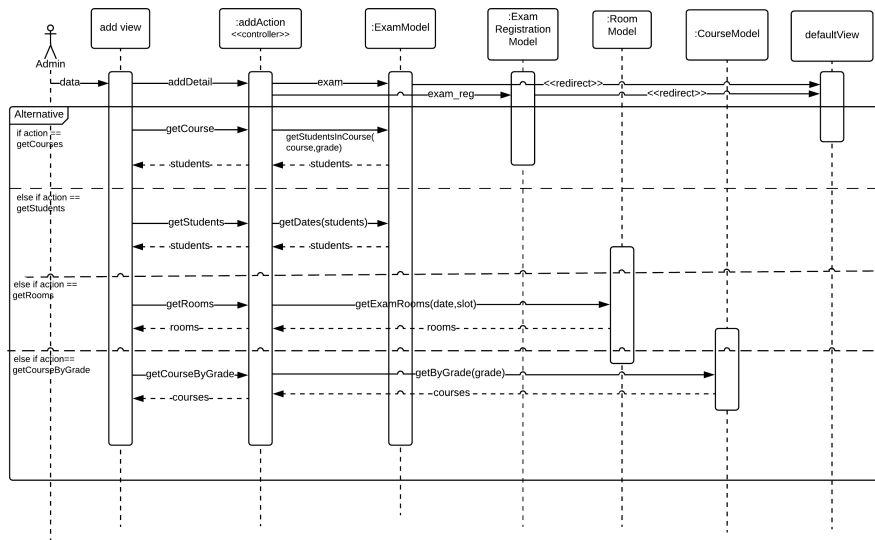 add view
:addAction
<<controller>>
:ExamModel
:Exam
Registration
Model
:Room
Model
:CourseModel
defaultView
Admin
data
addDetail
exam
<<redirect>>
exam_reg
<<redirect>>
Alternative
if action ==
getCourses
getCourse
getStudentsInCourse(
course,grade)
students
students
else if action ==
getStudents
getStudents
getDates(students)
students
students
else if action ==
getRooms
getRooms
getExamRooms(date,slot)
rooms
rooms
else if action==
getCourseByGrade
getCourseByGrade
getByGrade(grade)
courses
courses